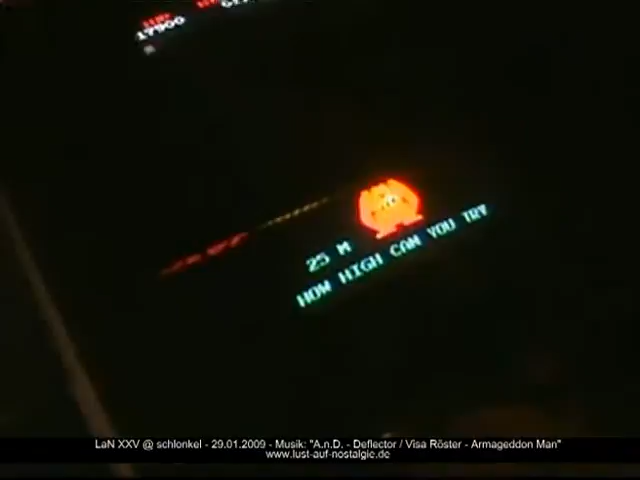 1UP
17900
25 M
HOW HIGH CAN YOU TRY
LaN XXV @ schlonkel - 29.01.2009 - Musik: "A.n.D. - Deflector / Visa Röster - Armageddon Man"
www.lust-auf-nostalgie.de